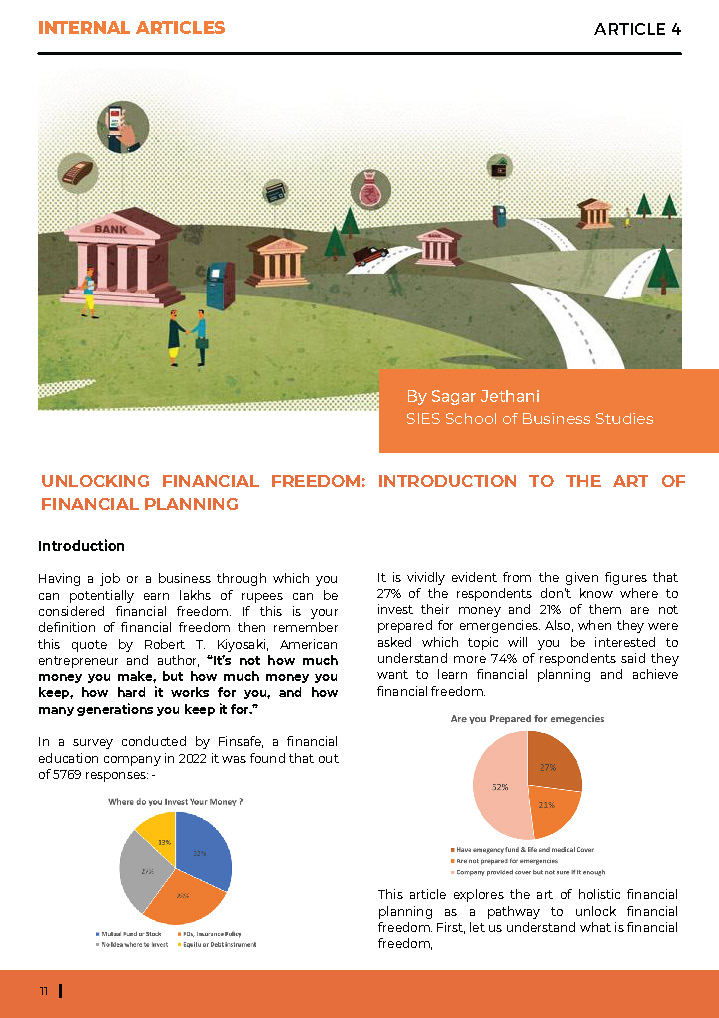 INTERNAL ARTICLES
ARTICLE 4
BANK
BANK
BANK
By Sagar Jethani
SIES School of Business Studies
UNLOCKING FINANCIAL FREEDOM: INTRODUCTION TO THE ART OF
FINANCIAL PLANNING
Introduction
Having a job or a business through which you
can potentially earn lakhs of rupees can be
considered financial freedom. If this is your
definition of financial freedom then remember
this quote by Robert T. Kiyosaki, American
entrepreneur and author, “It’s not how much
money you make, but how much money you
keep, how hard it works for you, and how
many generations you keep it for.”
In a survey conducted by Finsafe, a financial
education company in 2022 it was found that out
of 5769 responses: -
Where do you Invest Your Money ?
13%
32%
27%
28%
Mutual Fund or Stock
FDs, Insurance Policy
No Idea where to Invest
Equity or Debt instrument
It is vividly evident from the given figures that
27% of the respondents don’t know where to
invest their money and 21% of them are not
prepared for emergencies. Also, when they were
asked which topic will you be interested to
understand more 74% of respondents said they
want to learn financial planning and achieve
financial freedom.
Are you Prepared for emegencies
27%
52%
21%
Have emegency fund & life and medical Cover
Are not prepared for emergencies
Company provided cover but not sure if it enough
This article explores the art of holistic financial
planning as a pathway to unlock financial
freedom. First, let us understand what is financial
freedom,
11